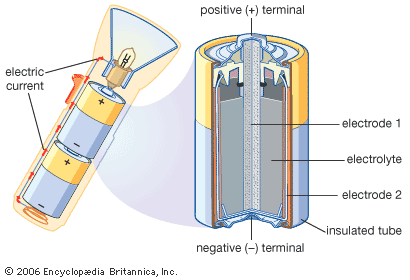 positive (+) terminal
electric
current
+
−
+
−
electrode 1
electrolyte
electrode 2
insulated tube
negative (−) terminal
© 2006 Encyclopædia Britannica, Inc.